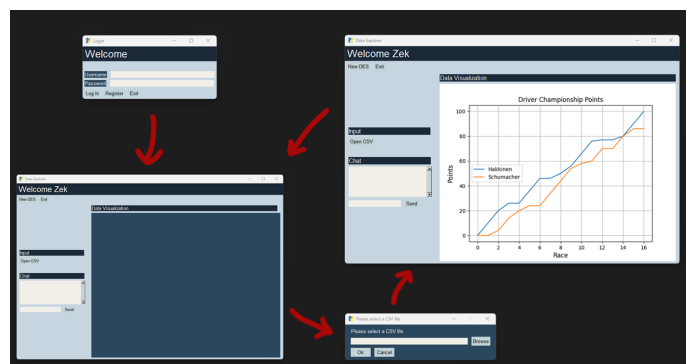 Login
Welcome
Username
Password
Log In Register Exit
Data Explorer
Welcome Zek
New DES Exit
Data Visualization
Input
Open CSV
Chat
Send
Data Explorer
Welcome Zek
New DES Exit
Data Visualization
Driver Championship Points
Input
Open CSV
Chat
Send
Points
100
80
60
40
20
0
Hakkinen
Schumacher
0 2 4 6 8 10 12 14 16
Race
Please select a CSV file
Please select a CSV file
Browse
Ok Cancel